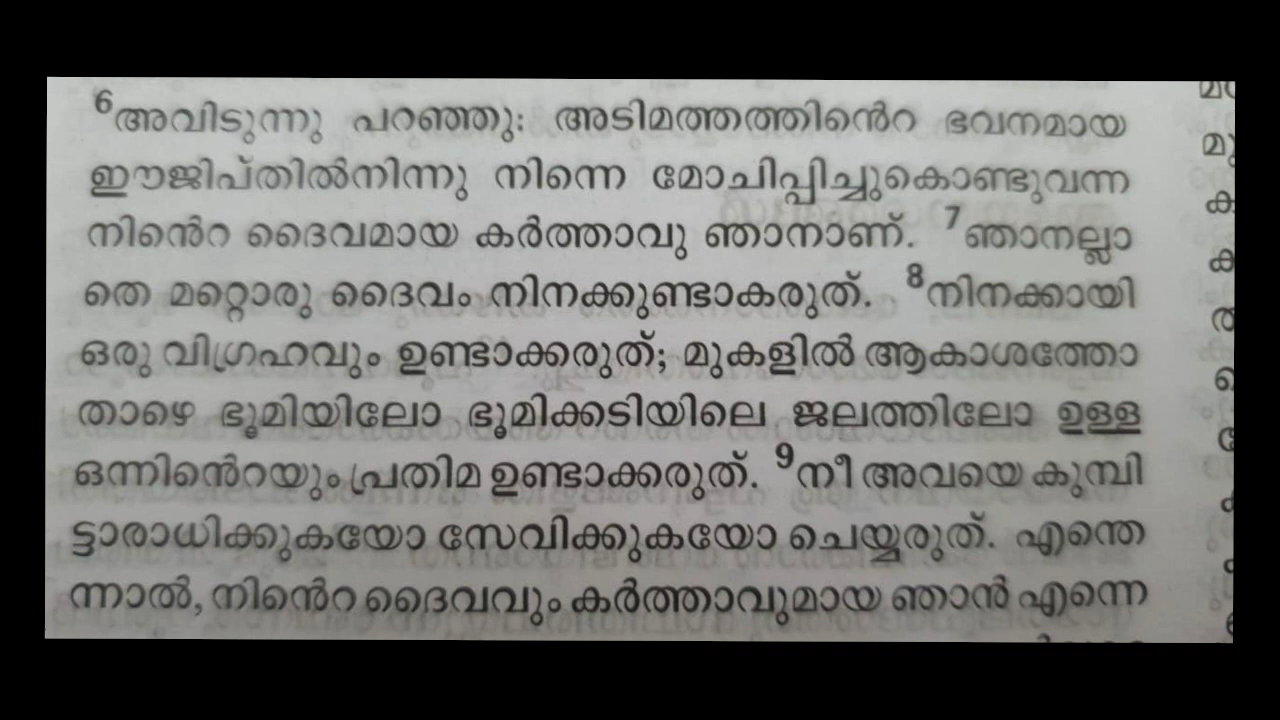 ⁶അവിടുന്നു പറഞ്ഞു: അടിമത്തത്തിൻെറ ഭവനമായ
ഈജിപ്തിൽനിന്നു നിന്നെ മോചിപ്പിച്ചുകൊണ്ടുവന്ന
നിൻെറ ദൈവമായ കർത്താവു ഞാനാണ്. ⁷ഞാനല്ലാ
തെ മറ്റൊരു ദൈവം നിനക്കുണ്ടാകരുത്. ⁸നിനക്കായി
ഒരു വിഗ്രഹവും ഉണ്ടാക്കരുത്; മുകളിൽ ആകാശത്തോ
താഴെ ഭൂമിയിലോ ഭൂമിക്കടിയിലെ ജലത്തിലോ ഉള്ള
ഒന്നിൻെറയും പ്രതിമ ഉണ്ടാക്കരുത്. ⁹നീ അവയെ കുമ്പി
ട്ടാരാധിക്കുകയോ സേവിക്കുകയോ ചെയ്യരുത്. എന്തെ
ന്നാൽ, നിൻെറ ദൈവവും കർത്താവുമായ ഞാൻ എന്നെ